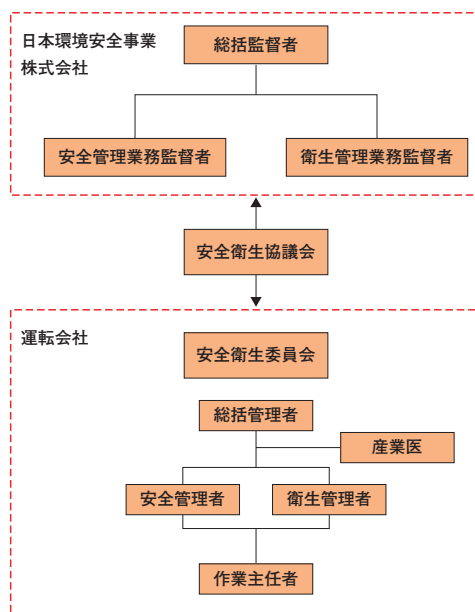 日本環境安全事業
株式会社
総括監督者
安全管理業務監督者
衛生管理業務監督者
安全衛生協議会
運転会社
安全衛生委員会
総括管理者
産業医
安全管理者
衛生管理者
作業主任者